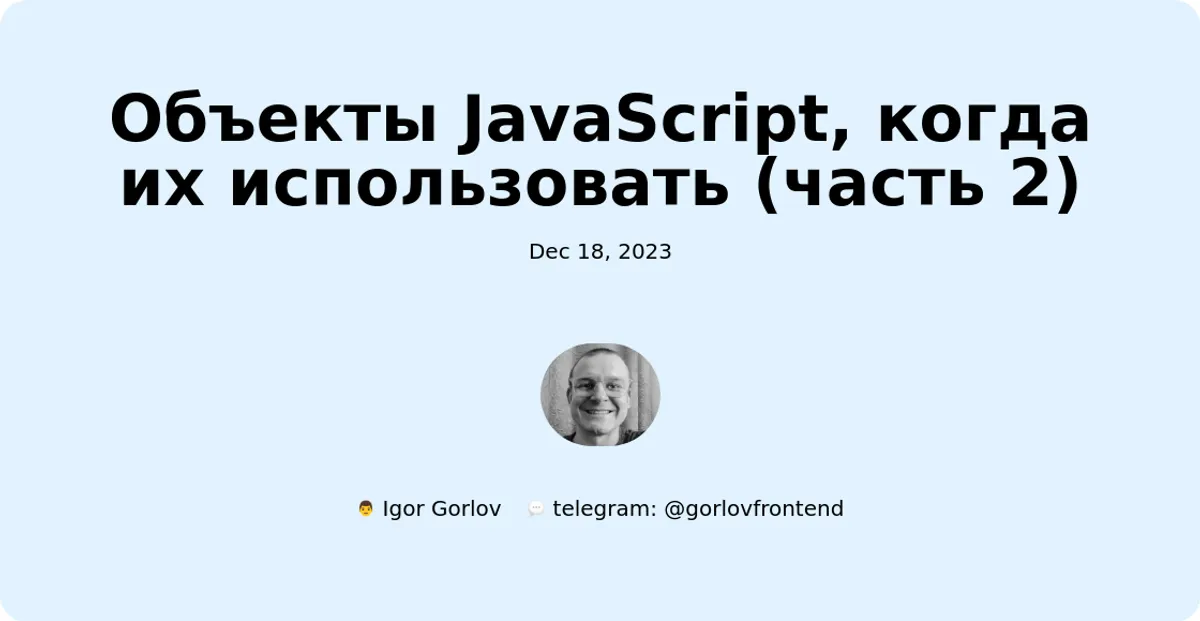 Объекты JavaScript, когда
их использовать (часть 2)
Dec 18, 2023
👨 Igor Gorlov 💬 telegram: @gorlovfrontend